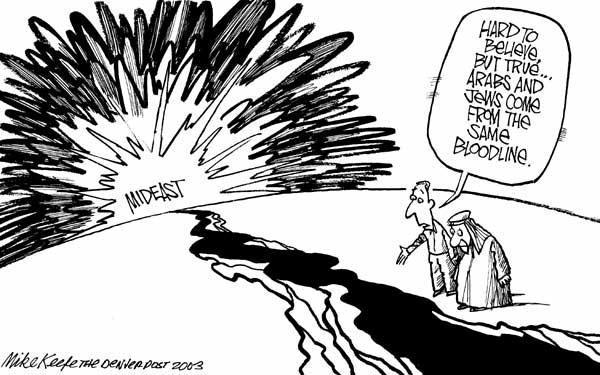 HARD TO
BELIEVE
BUT TRUE...
ARABS AND
JEWS COME
FROM THE
SAME
BLOODLINE.
MIDEAST
Mike Keefe THE DENVER POST 2003